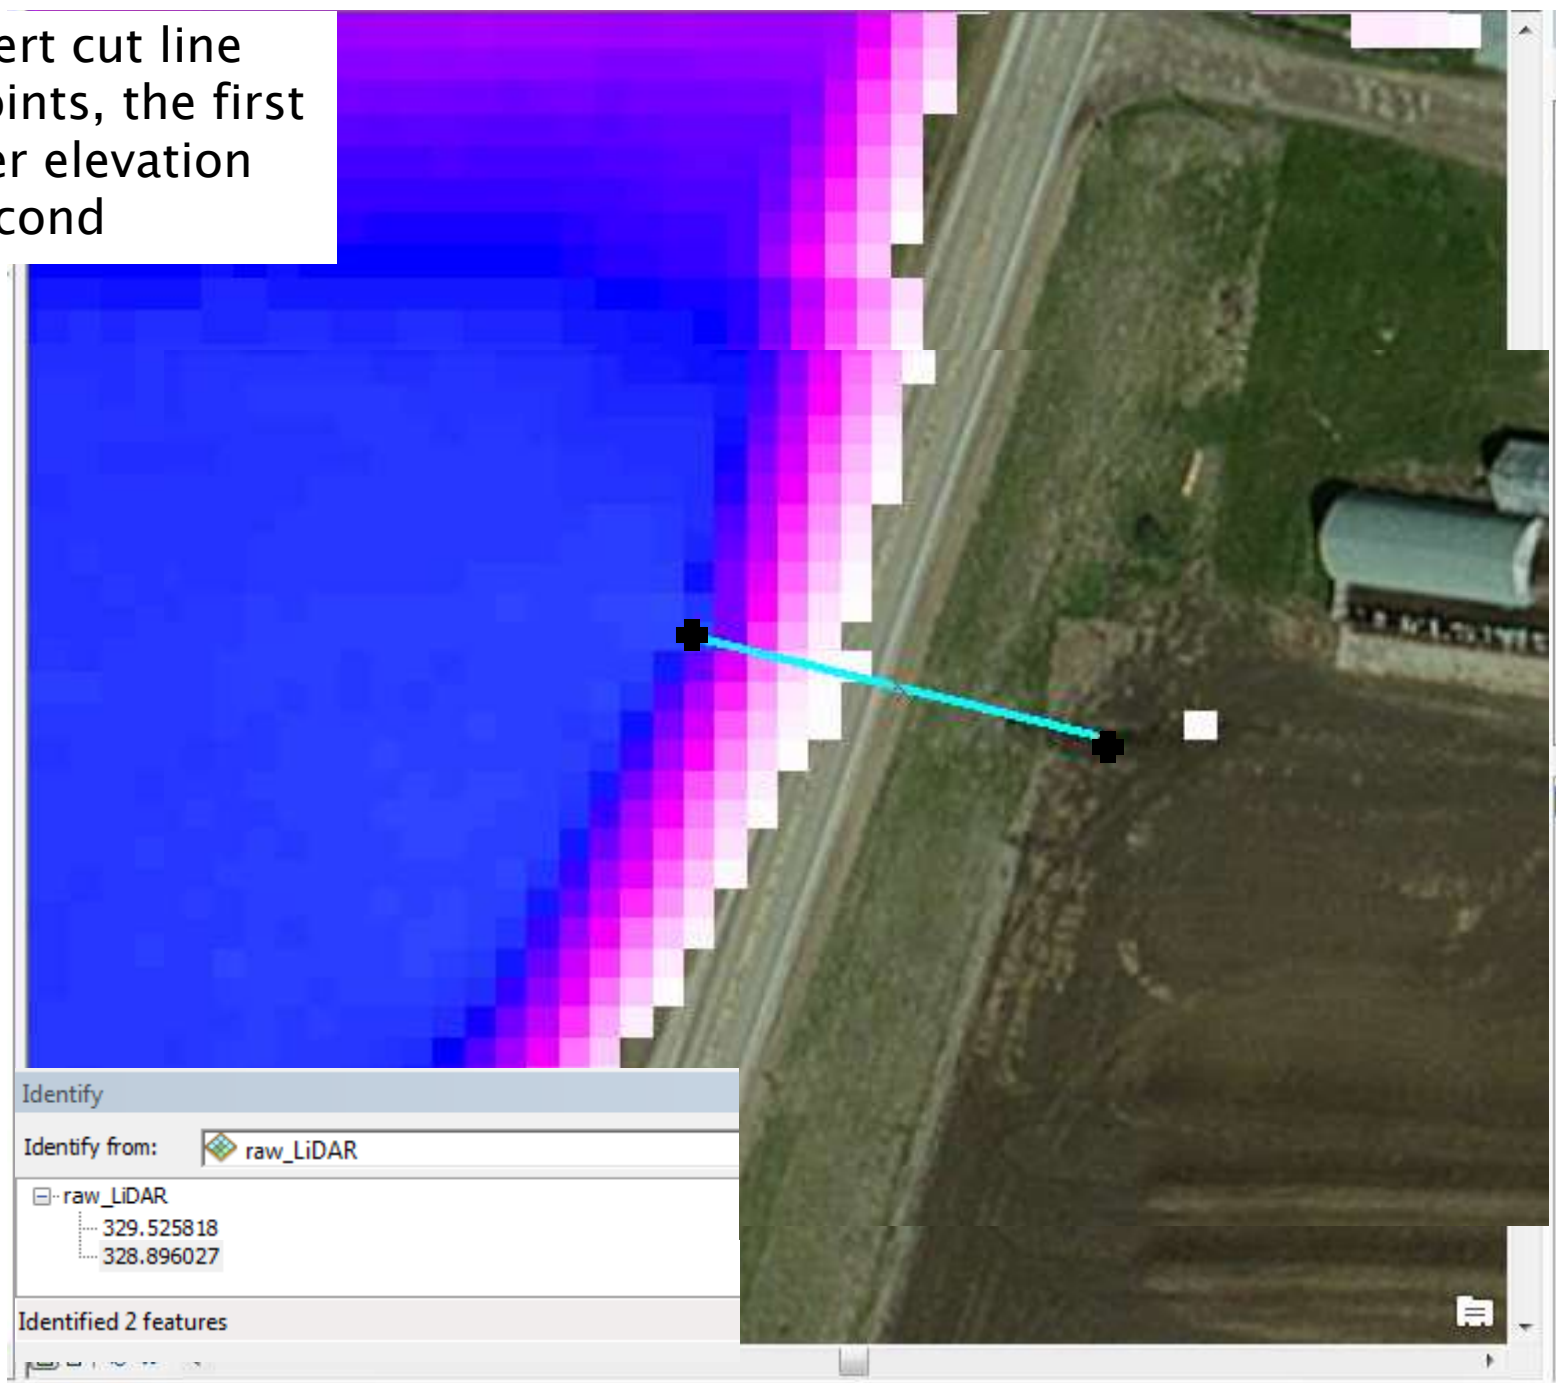 ert cut line
oints, the first
er elevation
cond
Identify
Identify from: raw_LiDAR
raw_LiDAR
329.525818
328.896027
Identified 2 features